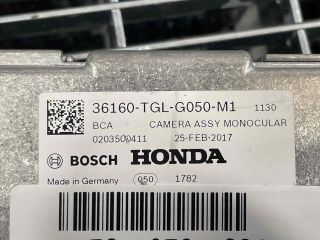 36160-TGL-G050-M1 1130
BCA CAMERA ASSY MONOCULAR
0203500411 25-FEB-2017
BOSCH HONDA
Made in Germany 050 1782